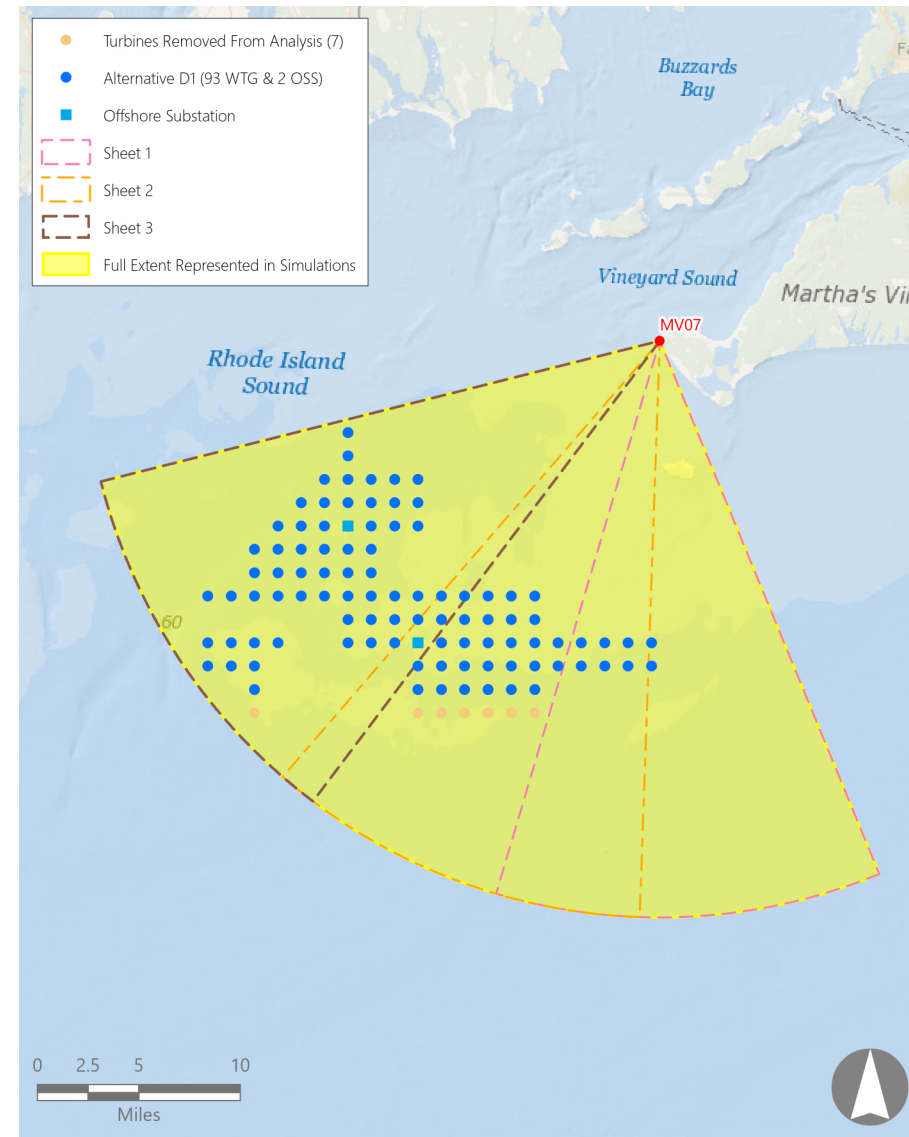 Turbines Removed From Analysis (7)
Alternative D1 (93 WTG & 2 OSS)
Offshore Substation
Sheet 1
Sheet 2
Sheet 3
Full Extent Represented in Simulations
Buzzards
Bay
Vineyard Sound
Martha's Vi
MV07
Rhode Island
Sound
60
0 2.5 5 10
Miles